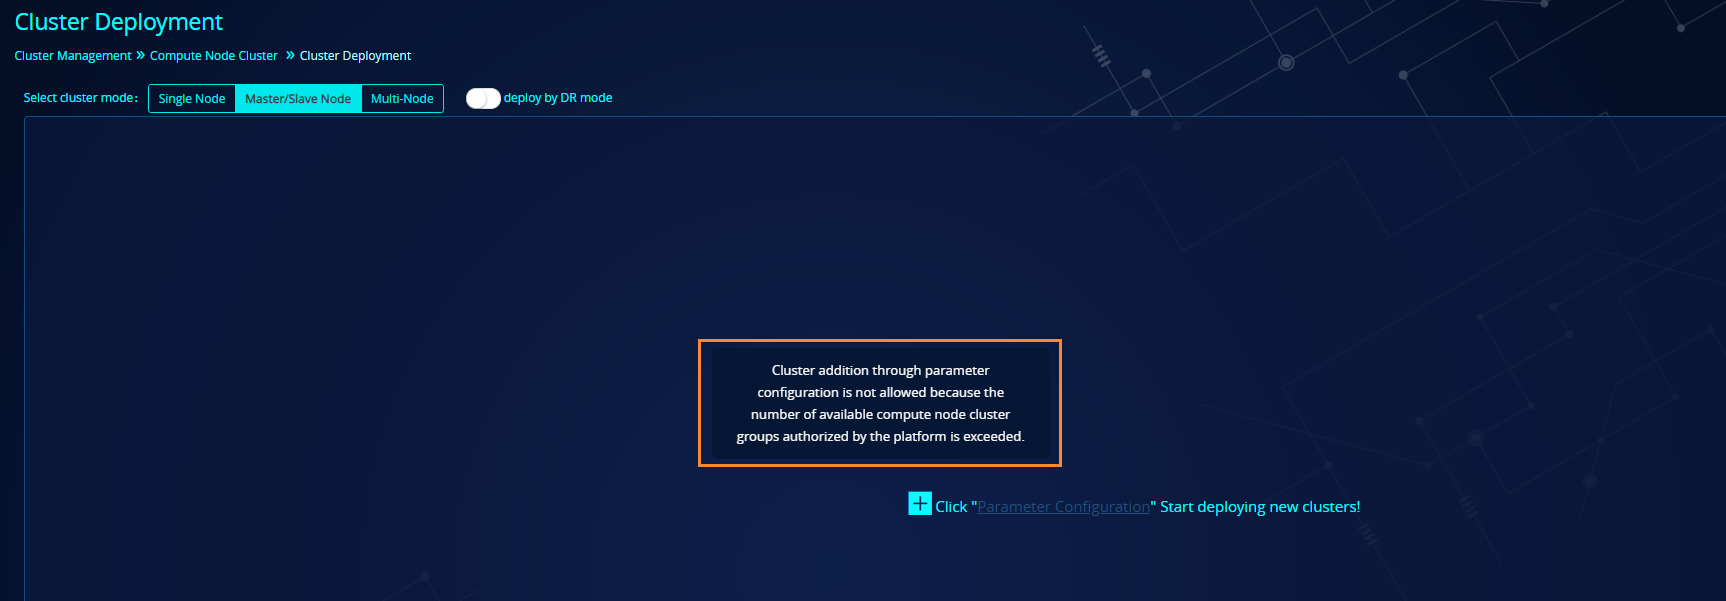 Cluster Deployment
Cluster Management » Compute Node Cluster » Cluster Deployment
Select cluster mode: Single Node Master/Slave Node Multi-Node deploy by DR mode
Cluster addition through parameter
configuration is not allowed because the
number of available compute node cluster
groups authorized by the platform is exceeded.
Click "Parameter Configuration" Start deploying new clusters!